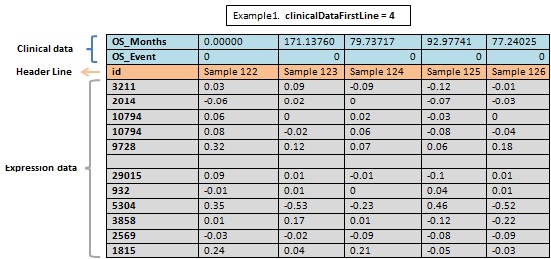 Example1. clinicalDataFirstLine = 4
Clinical data
OS_Months 0.00000 171.13760 79.73717 92.97741 77.24025
OS_Event 0 0 0 0 0
Header Line
id Sample 122 Sample 123 Sample 124 Sample 125 Sample 126
3211 0.03 0.09 -0.09 -0.12 -0.01
2014 -0.06 0.02 0 -0.07 -0.03
10794 0.06 0 0.02 -0.03 0
10794 0.08 -0.02 0.06 -0.08 -0.04
9728 0.32 0.12 0.07 0.06 0.18
Expression data
29015 0.09 0.01 -0.01 -0.1 0.01
932 -0.01 0.01 0 0.04 0.01
5304 0.35 -0.53 -0.23 0.46 -0.52
3858 0.01 0.17 0.01 -0.12 -0.22
2569 -0.03 -0.02 -0.09 -0.08 -0.09
1815 0.24 0.04 0.21 -0.05 -0.03